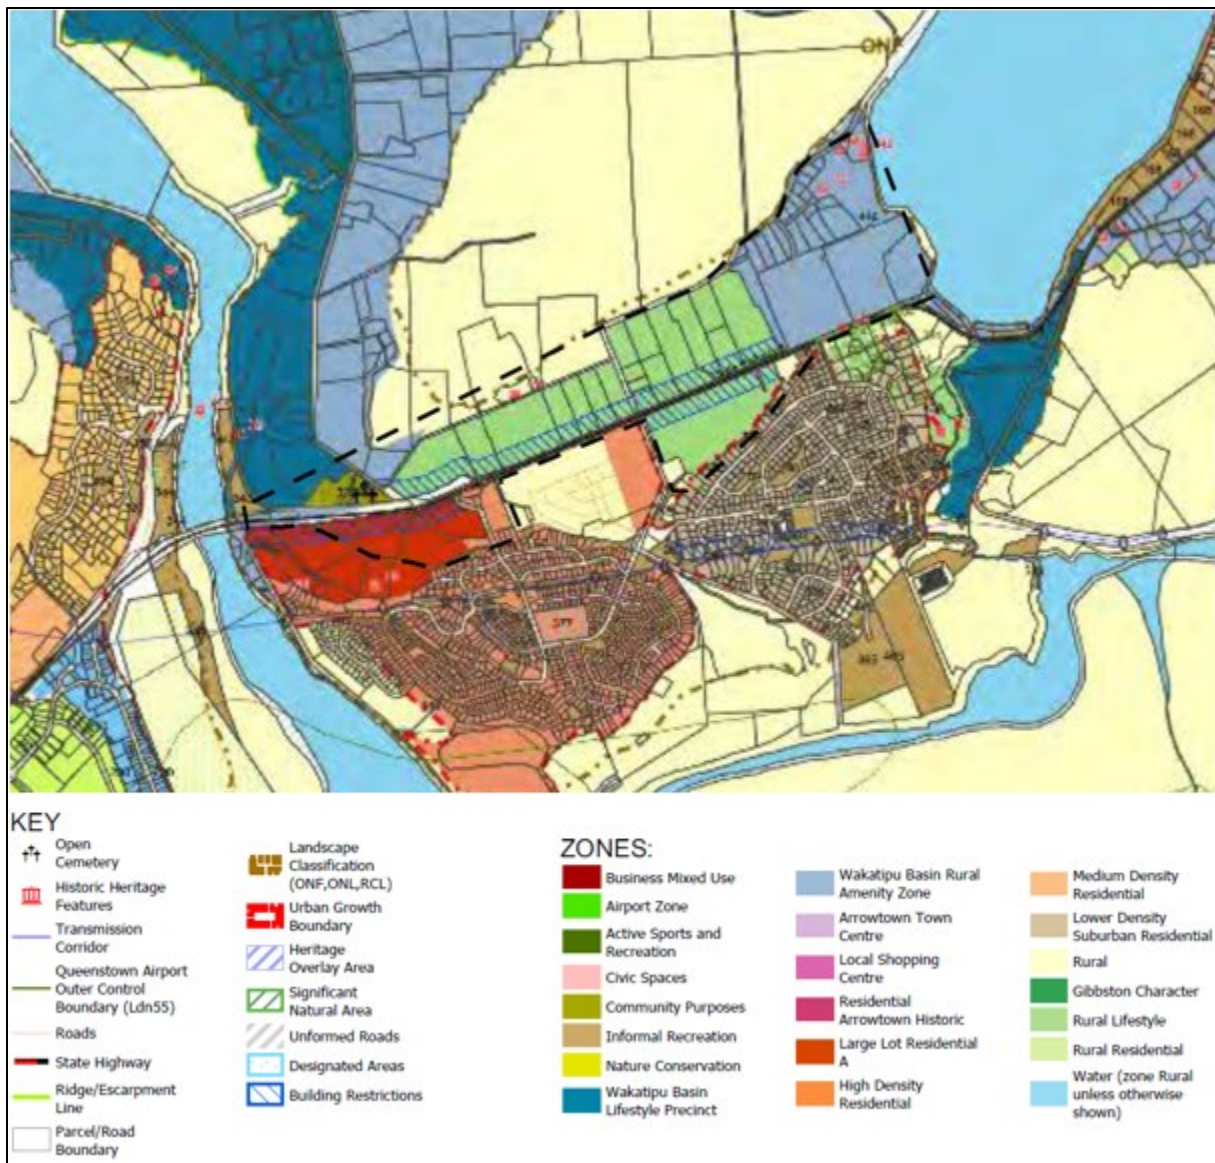 ONF
446
377
465 465
KEY
Open
Cemetery
Historic Heritage
Features
Transmission
Corridor
Queenstown Airport
Outer Control
Boundary (Ldn55)
Roads
State Highway
Ridge/Escarpment
Line
Parcel/Road
Boundary
Landscape
Classification
(ONF,ONL,RCL)
Urban Growth
Boundary
Heritage
Overlay Area
Significant
Natural Area
Unformed Roads
Designated Areas
Building Restrictions
ZONES:
Business Mixed Use
Airport Zone
Active Sports and
Recreation
Civic Spaces
Community Purposes
Informal Recreation
Nature Conservation
Wakatipu Basin
Lifestyle Precinct
Wakatipu Basin Rural
Amenity Zone
Arrowtown Town
Centre
Local Shopping
Centre
Residential
Arrowtown Historic
Large Lot Residential
A
High Density
Residential
Medium Density
Residential
Lower Density
Suburban Residential
Rural
Gibbston Character
Rural Lifestyle
Rural Residential
Water (zone Rural
unless otherwise
shown)